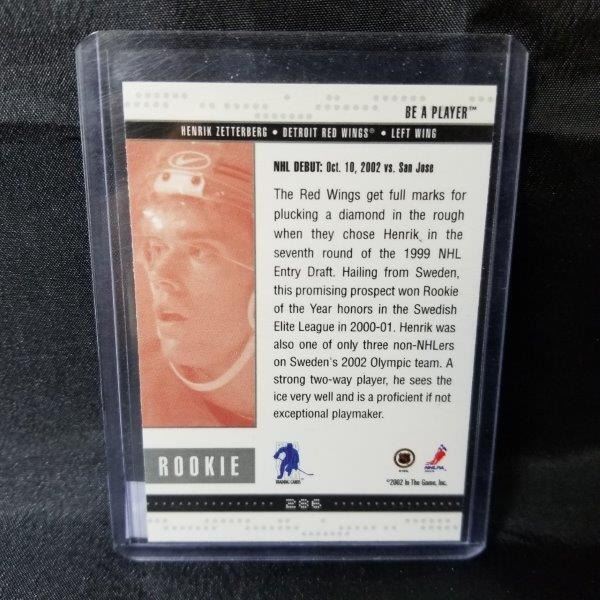 BE A PLAYER™
HENRIK ZETTERBERG • DETROIT RED WINGS® • LEFT WING
NHL DEBUT: Oct. 10, 2002 vs. San Jose
The Red Wings get full marks for
plucking a diamond in the rough
when they chose Henrik in the
seventh round of the 1999 NHL
Entry Draft. Hailing from Sweden,
this promising prospect won Rookie
of the Year honors in the Swedish
Elite League in 2000-01. Henrik was
also one of only three non-NHLers
on Sweden's 2002 Olympic team. A
strong two-way player, he sees the
ice very well and is a proficient if not
exceptional playmaker.
ROOKIE
TRADING CARDS
NHLPA
©2002 In The Game, Inc.
286